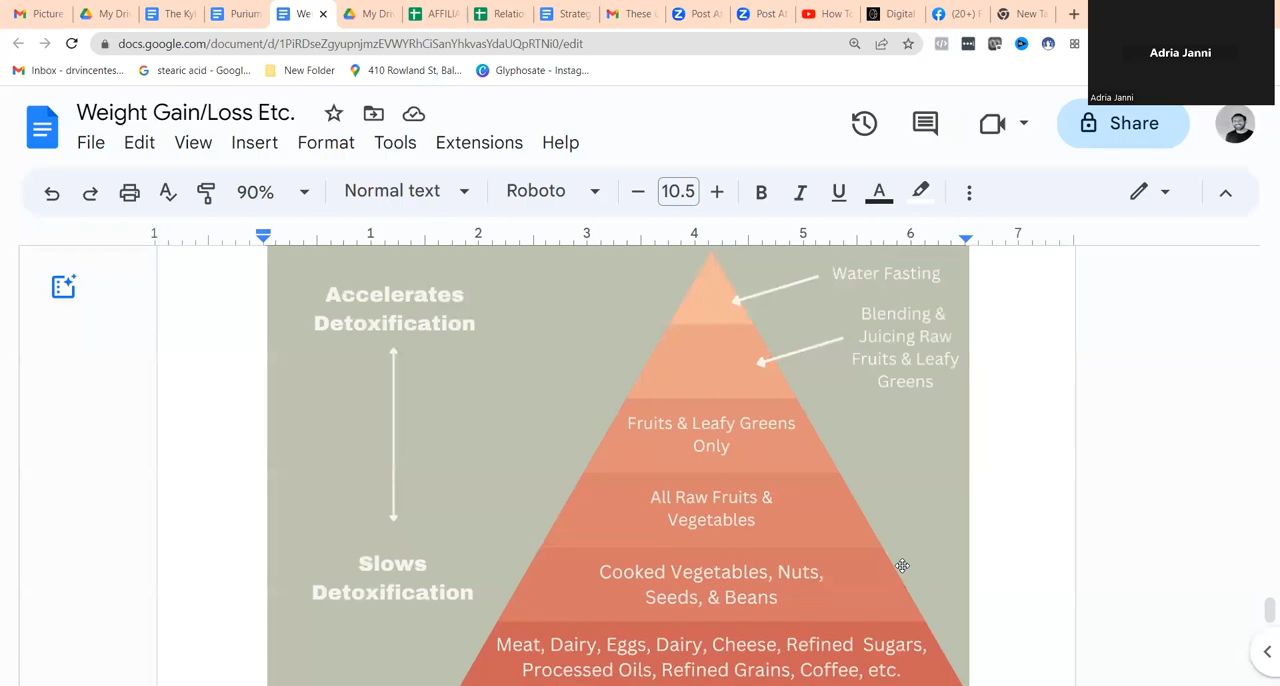 Picture
My Dri
The Kyl
Purium
We
My Dri
AFFILIA
Relatio
Strateg
These U
Post As
Post At
How To
Digital
(20+) F
New Ta
docs.google.com/document/d/1PiRDseZgyupnjmzEVWYRhCiSanYhkvasYdaUQpRTNi0/edit
Inbox - drvincentes...
stearic acid - Googl...
New Folder
410 Rowland St, Bal...
Glyphosate - Instag...
Adria Janni
Adria Janni
Weight Gain/Loss Etc.
File Edit View Insert Format Tools Extensions Help
Share
90%
Normal text
Roboto
10.5
B I U A
1 1 2 3 4 5 6 7
Accelerates
Detoxification
Slows
Detoxification
Water Fasting
Blending &
Juicing Raw
Fruits & Leafy
Greens
Fruits & Leafy Greens
Only
All Raw Fruits &
Vegetables
Cooked Vegetables, Nuts,
Seeds, & Beans
Meat, Dairy, Eggs, Dairy, Cheese, Refined Sugars,
Processed Oils, Refined Grains, Coffee, etc.